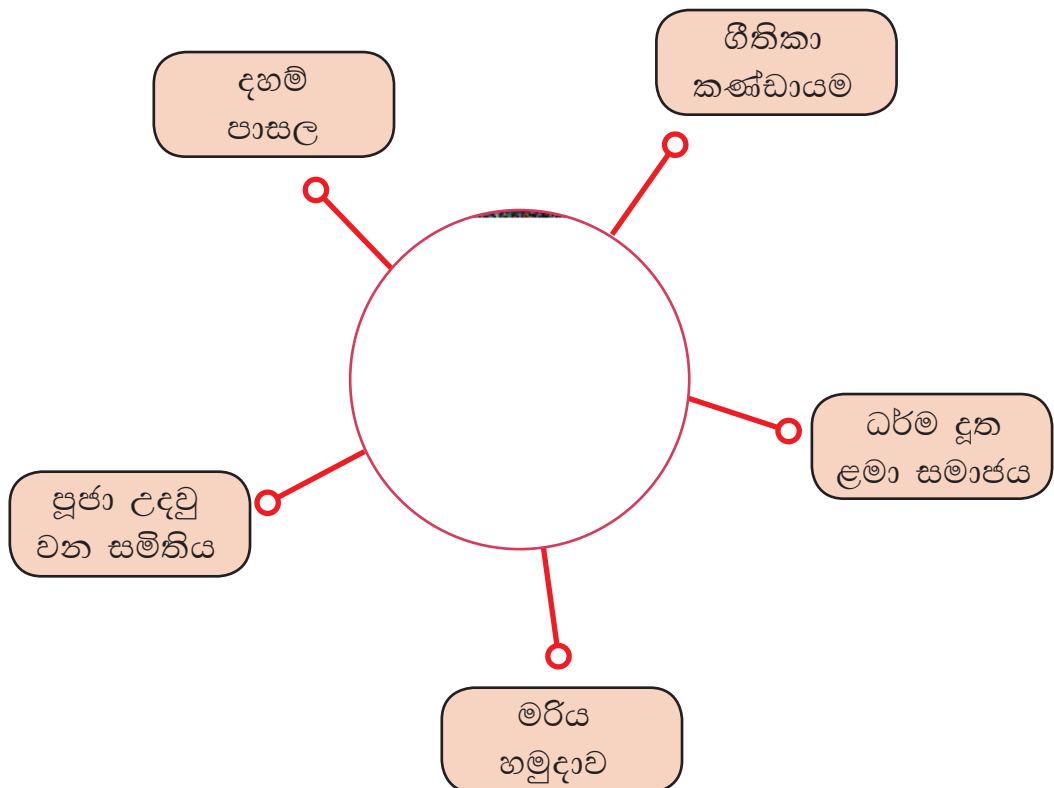 දහම්
පාසල
ගීතිකා
කණ්ඩායම
ධර්ම දූත
ළමා සමාජය
පූජා උදවු
වන සමිතිය
මරිය
හමුදාව